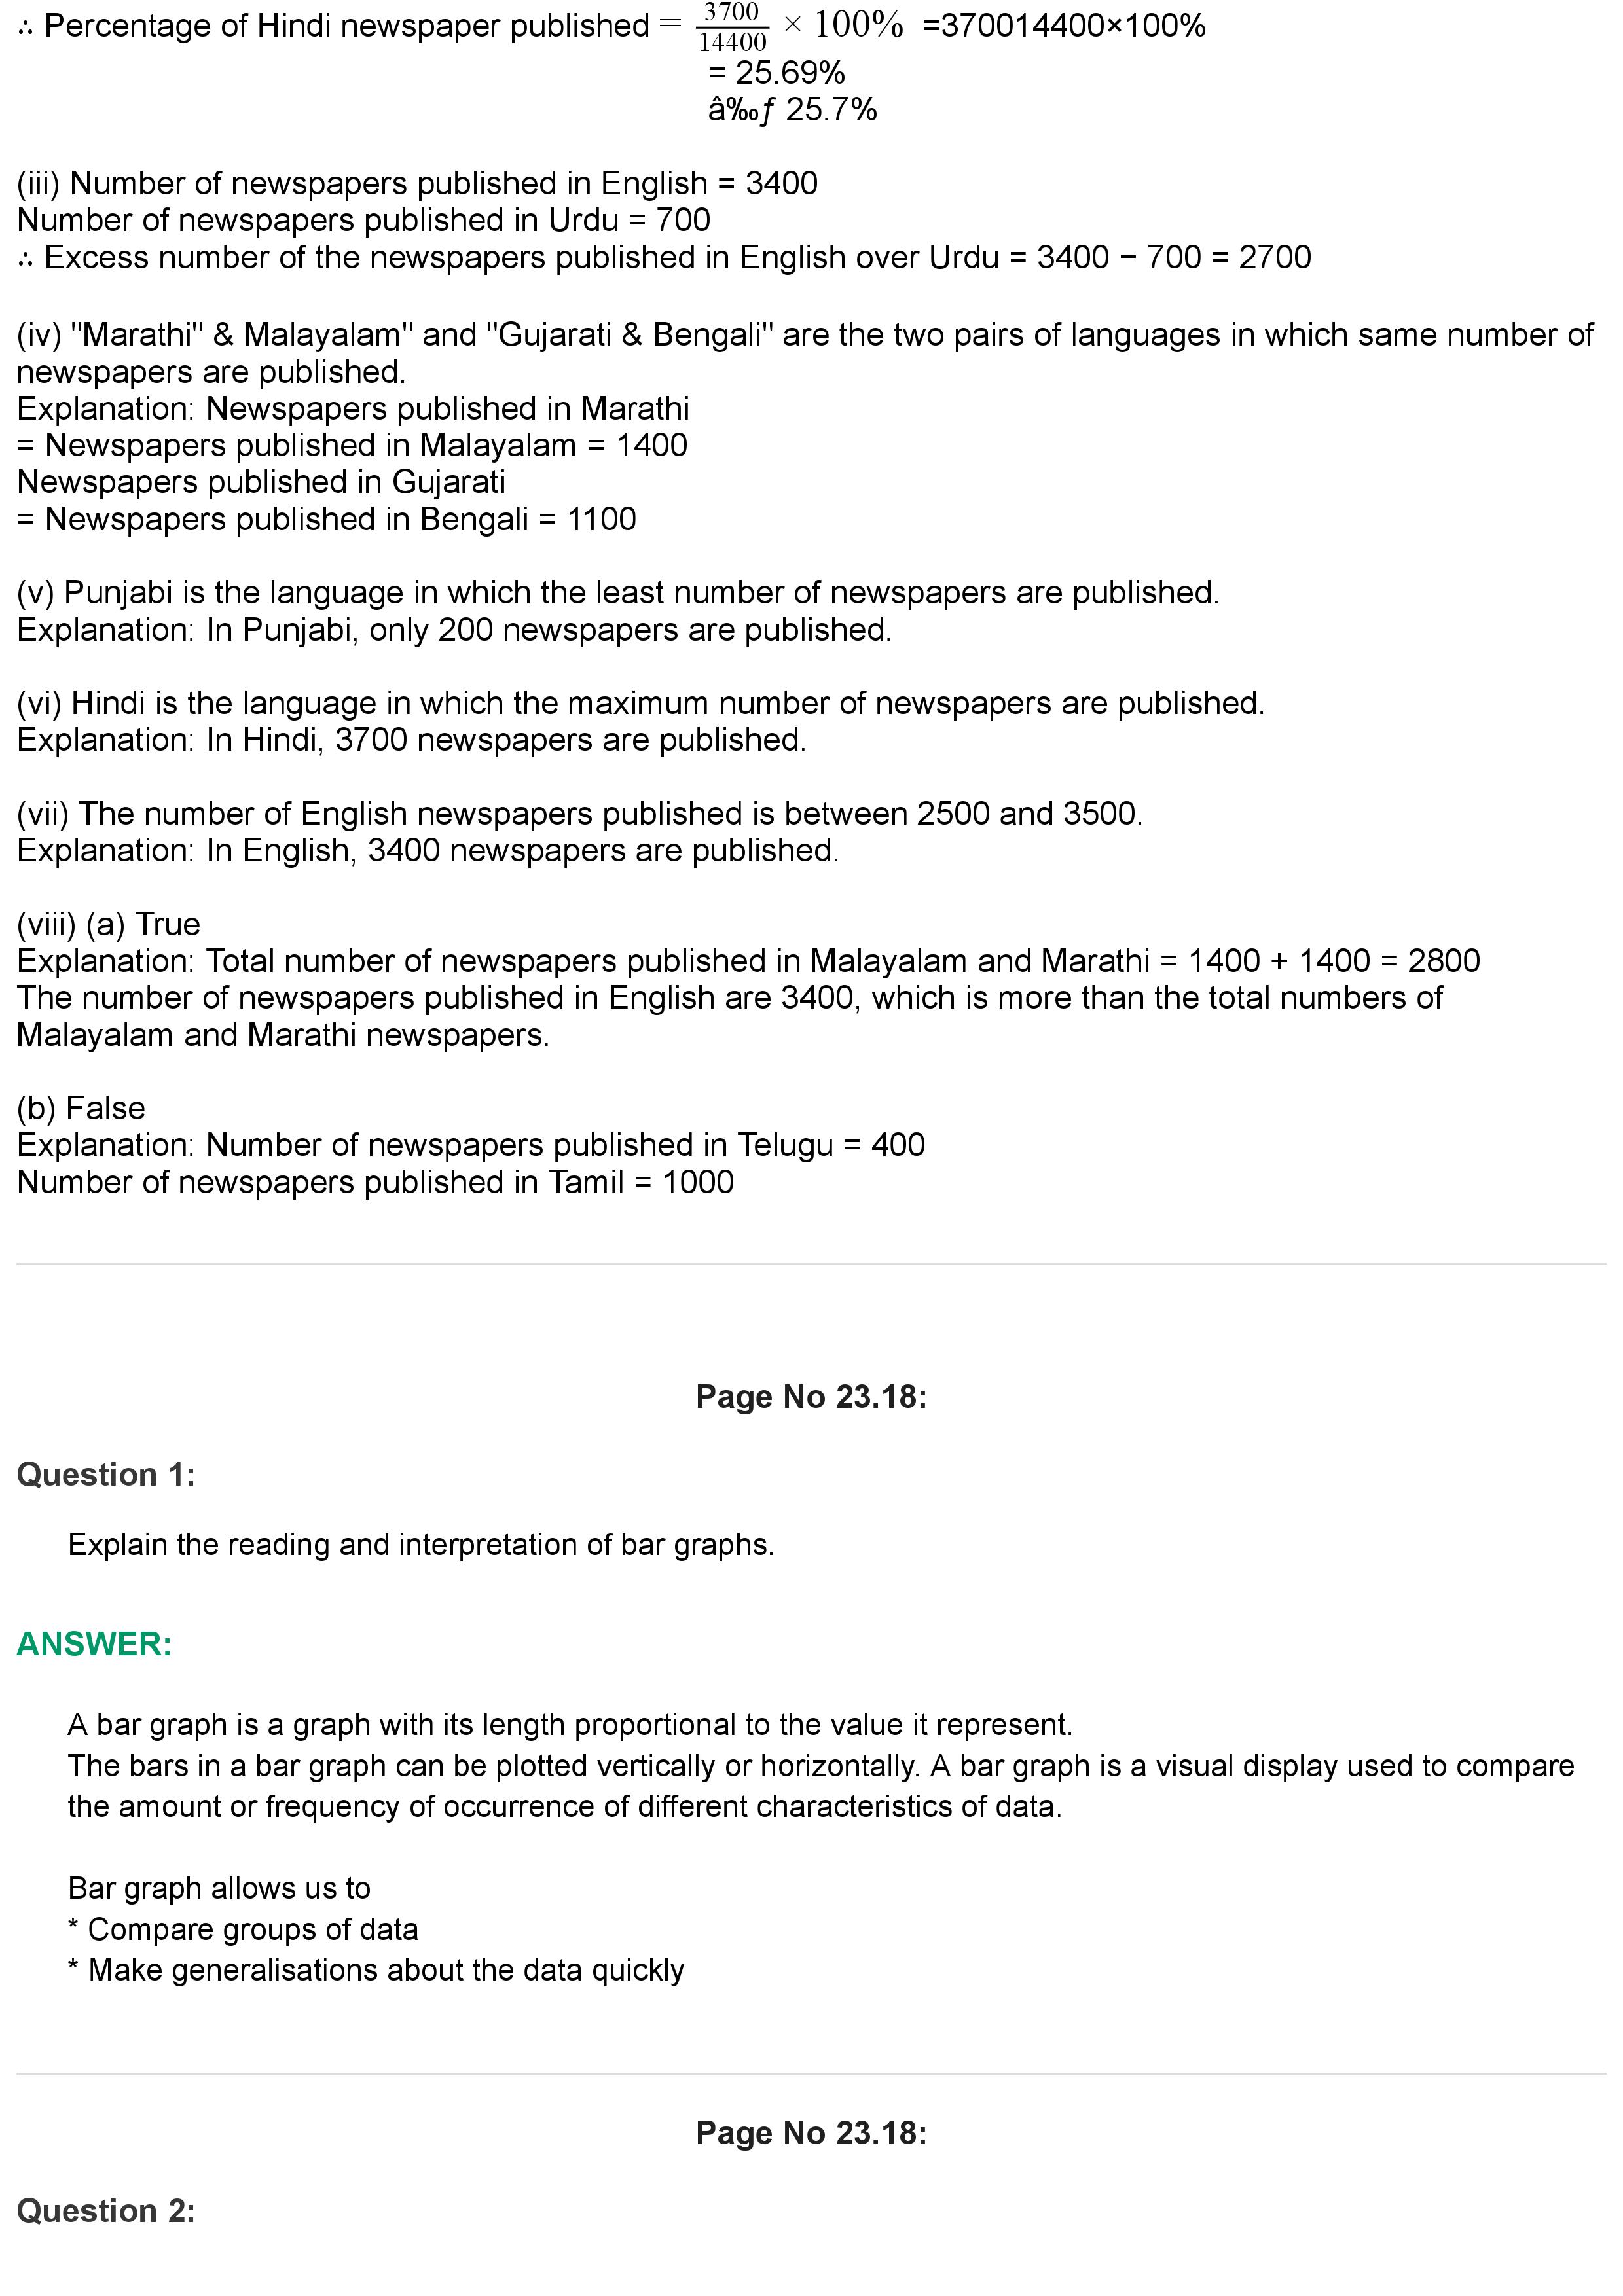 ∴ Percentage of Hindi newspaper published = 3700/14400 × 100% =370014400×100%
= 25.69%
â‰ƒ 25.7%
(iii) Number of newspapers published in English = 3400
Number of newspapers published in Urdu = 700
∴ Excess number of the newspapers published in English over Urdu = 3400 − 700 = 2700
(iv) "Marathi" & Malayalam" and "Gujarati & Bengali" are the two pairs of languages in which same number of
newspapers are published.
Explanation: Newspapers published in Marathi
= Newspapers published in Malayalam = 1400
Newspapers published in Gujarati
= Newspapers published in Bengali = 1100
(v) Punjabi is the language in which the least number of newspapers are published.
Explanation: In Punjabi, only 200 newspapers are published.
(vi) Hindi is the language in which the maximum number of newspapers are published.
Explanation: In Hindi, 3700 newspapers are published.
(vii) The number of English newspapers published is between 2500 and 3500.
Explanation: In English, 3400 newspapers are published.
(viii) (a) True
Explanation: Total number of newspapers published in Malayalam and Marathi = 1400 + 1400 = 2800
The number of newspapers published in English are 3400, which is more than the total numbers of
Malayalam and Marathi newspapers.
(b) False
Explanation: Number of newspapers published in Telugu = 400
Number of newspapers published in Tamil = 1000
Page No 23.18:
Question 1:
Explain the reading and interpretation of bar graphs.
ANSWER:
A bar graph is a graph with its length proportional to the value it represent.
The bars in a bar graph can be plotted vertically or horizontally. A bar graph is a visual display used to compare
the amount or frequency of occurrence of different characteristics of data.
Bar graph allows us to
* Compare groups of data
* Make generalisations about the data quickly
Page No 23.18:
Question 2: